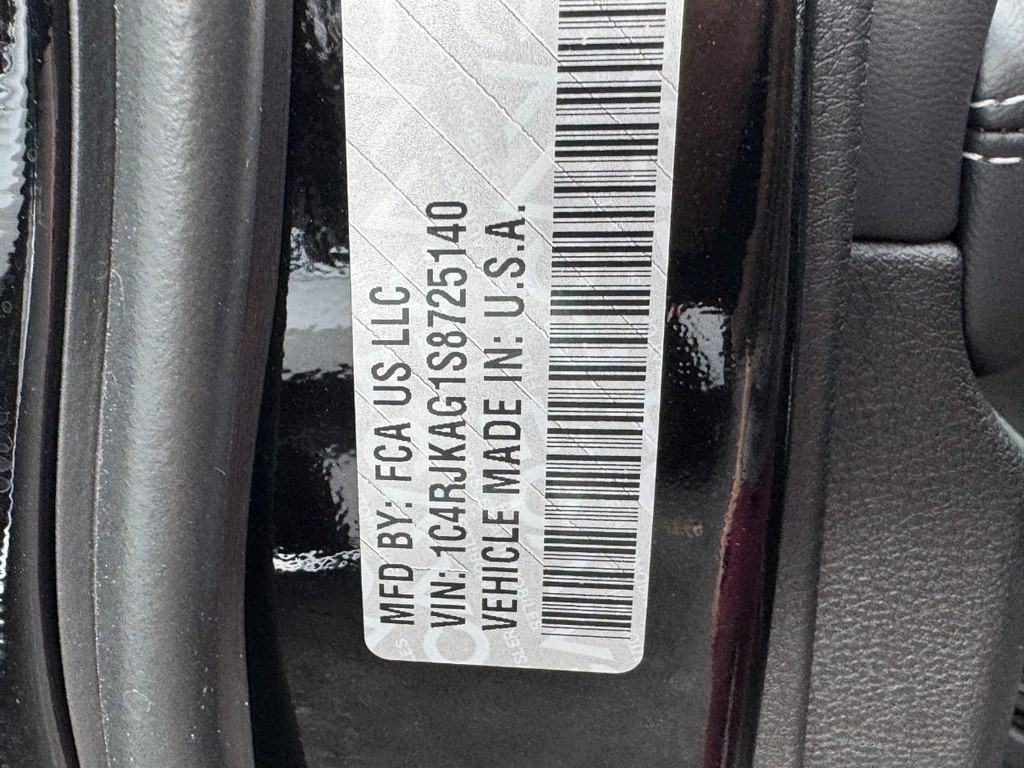 MFD BY: FCA US LLC
VIN: 1C4RJKAG1S8725140
VEHICLE MADE IN: U.S.A.